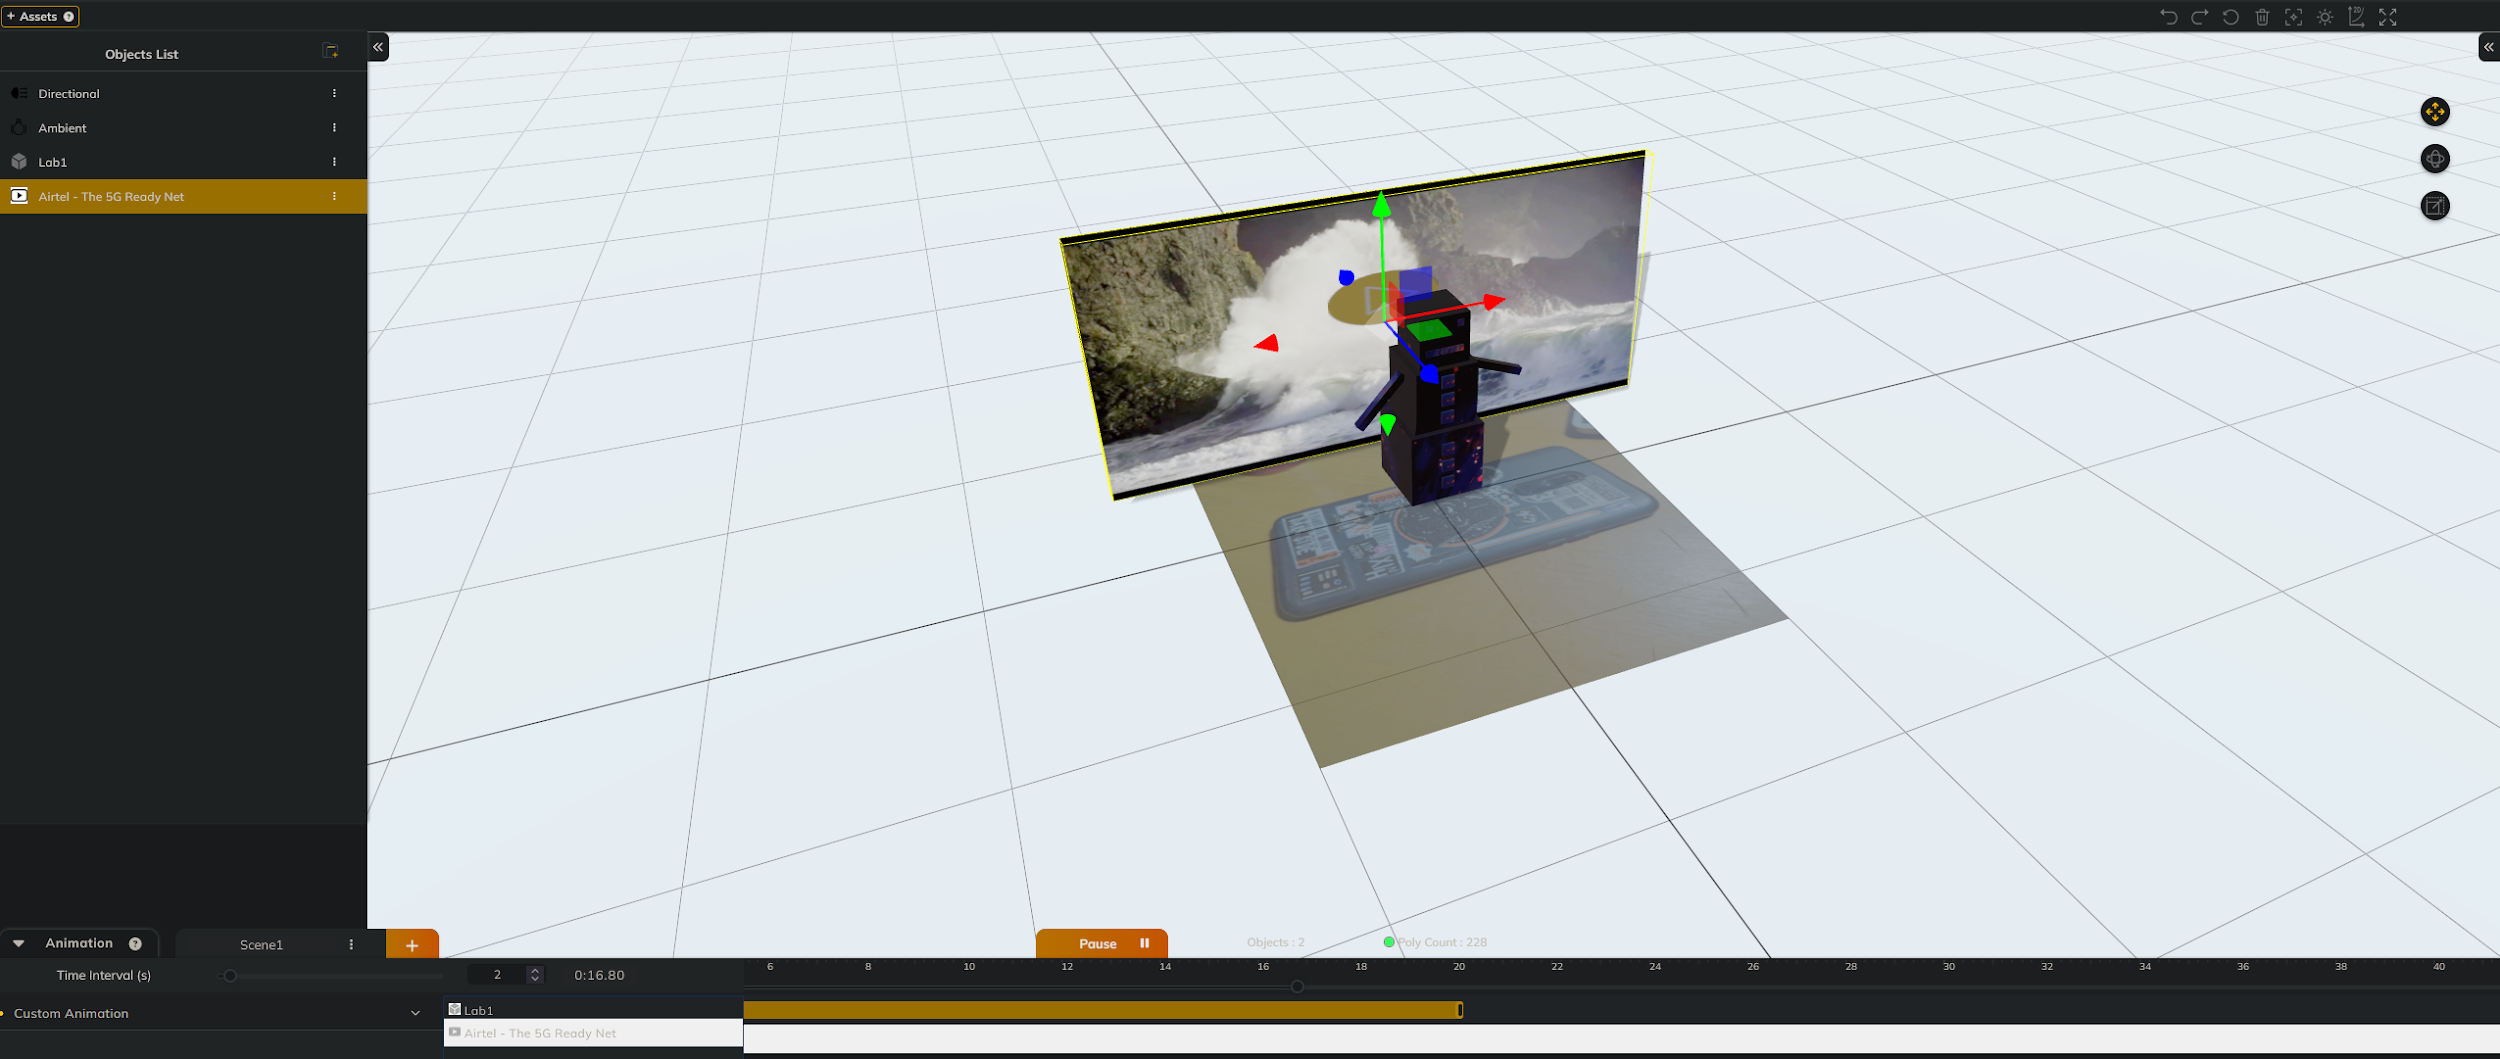 + Assets ?
2D
Objects List
Directional
Ambient
Lab1
Airtel - The 5G Ready Net
Animation ?
Scene1
+
Pause
Objects : 2
Poly Count : 228
Time Interval (s)
2
0:16.80
6 8 10 12 14 16 18 20 22 24 26 28 30 32 34 36 38 40
Custom Animation
Lab1
Airtel - The 5G Ready Net